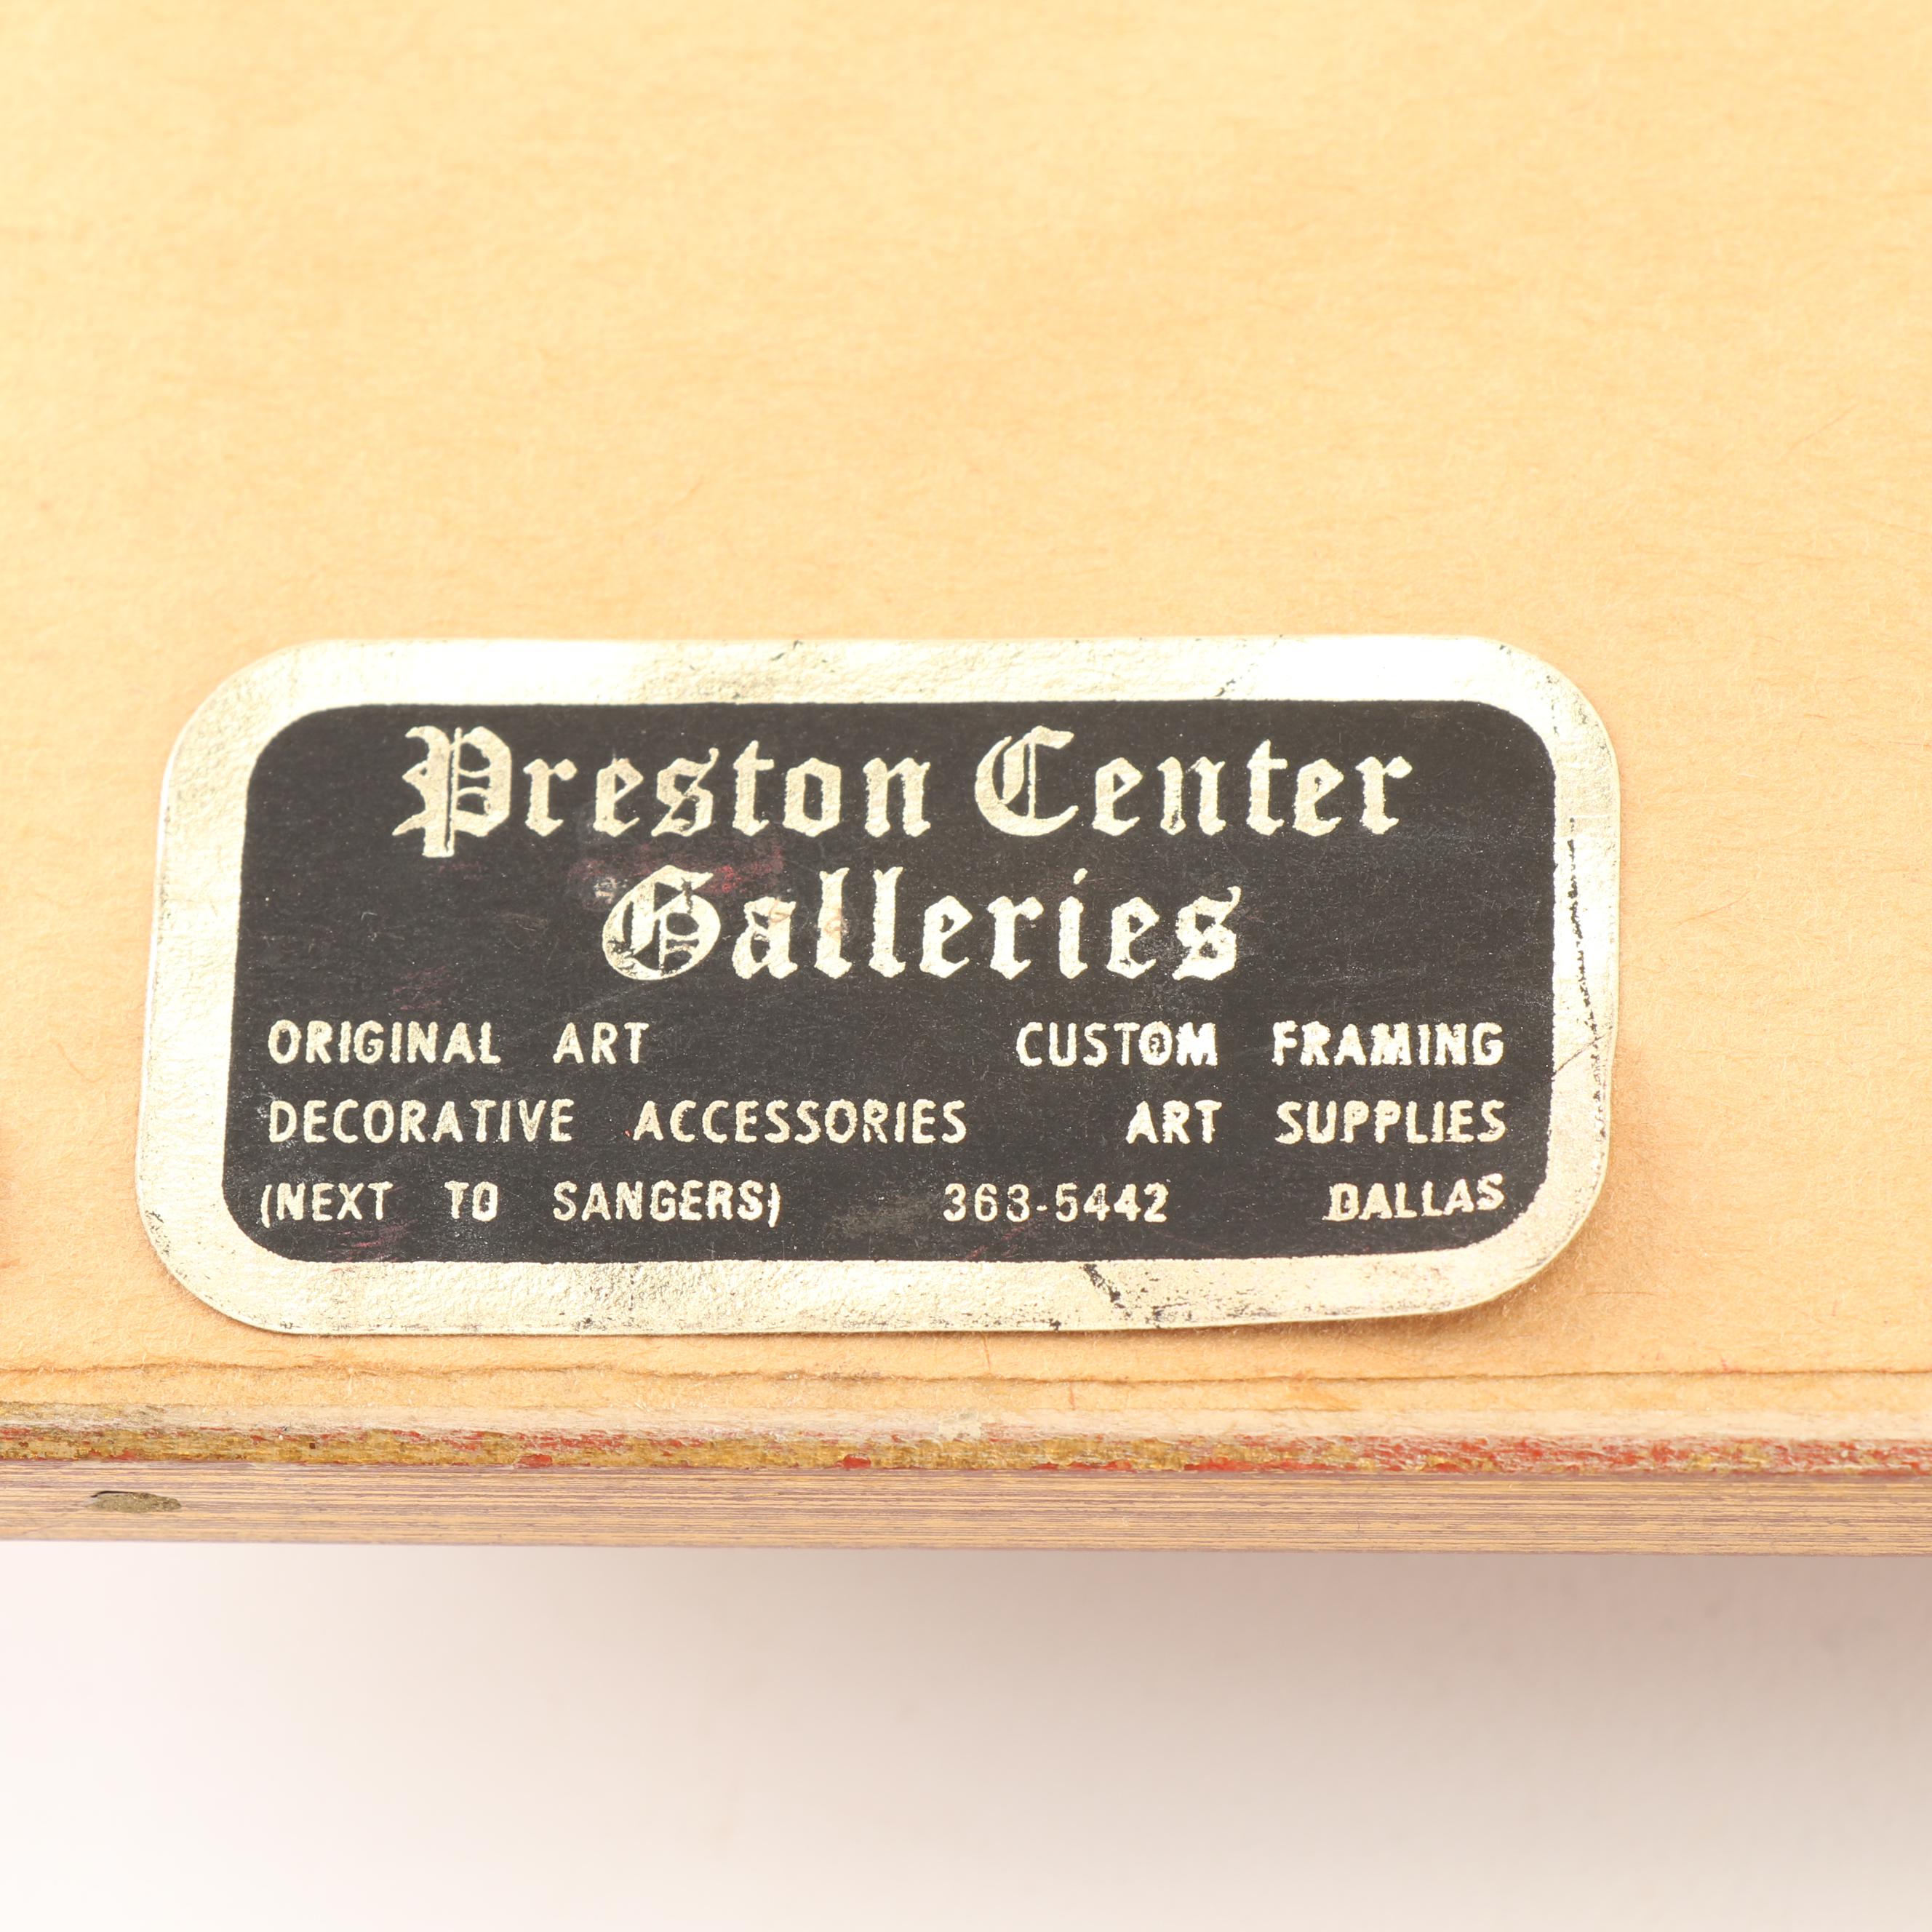 Preston Center
Galleries
ORIGINAL ART CUSTOM FRAMING
DECORATIVE ACCESSORIES ART SUPPLIES
(NEXT TO SANGERS) 363-5442 DALLAS